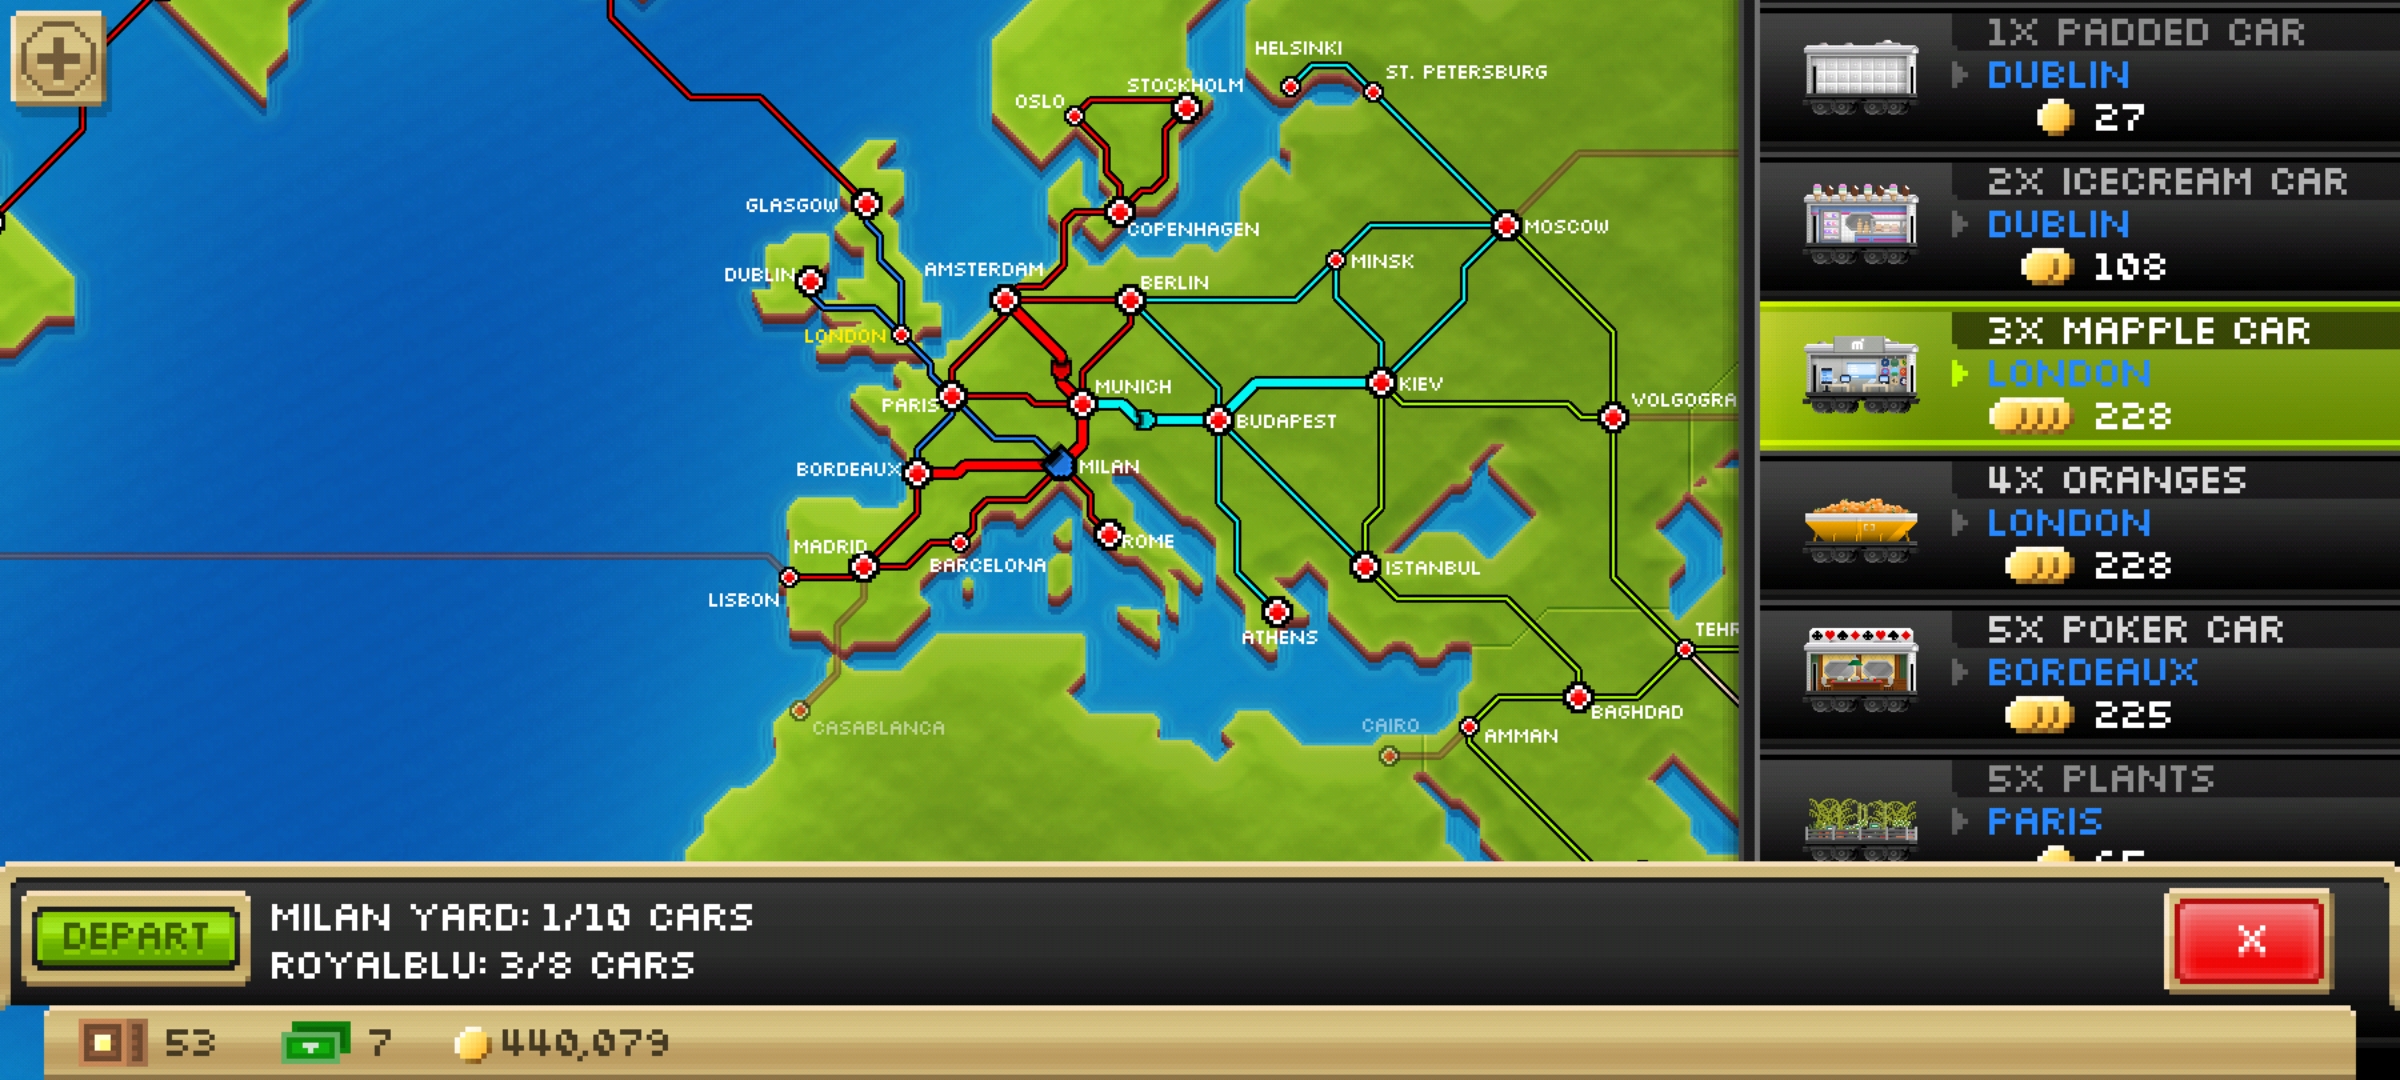 HELSINKI
ST. PETERSBURG
STOCKHOLM
OSLO
GLASGOW
COPENHAGEN
MOSCOW
MINSK
DUBLIN
AMSTERDAM
BERLIN
LONDON
MUNICH
KIEV
VOLGOGRA
PARIS
BUDAPEST
BORDEAUX
MILAN
MADRID
ROME
BARCELONA
ISTANBUL
LISBON
ATHENS
TEHR
CASABLANCA
CAIRO
BAGHDAD
AMMAN
1X PADDED CAR
DUBLIN
27
2X ICECREAM CAR
DUBLIN
108
3X MAPPLE CAR
LONDON
228
4X ORANGES
LONDON
228
5X POKER CAR
BORDEAUX
225
5X PLANTS
PARIS
DEPART
MILAN YARD: 1/10 CARS
ROYALBLU: 3/8 CARS
X
53
7
440,079